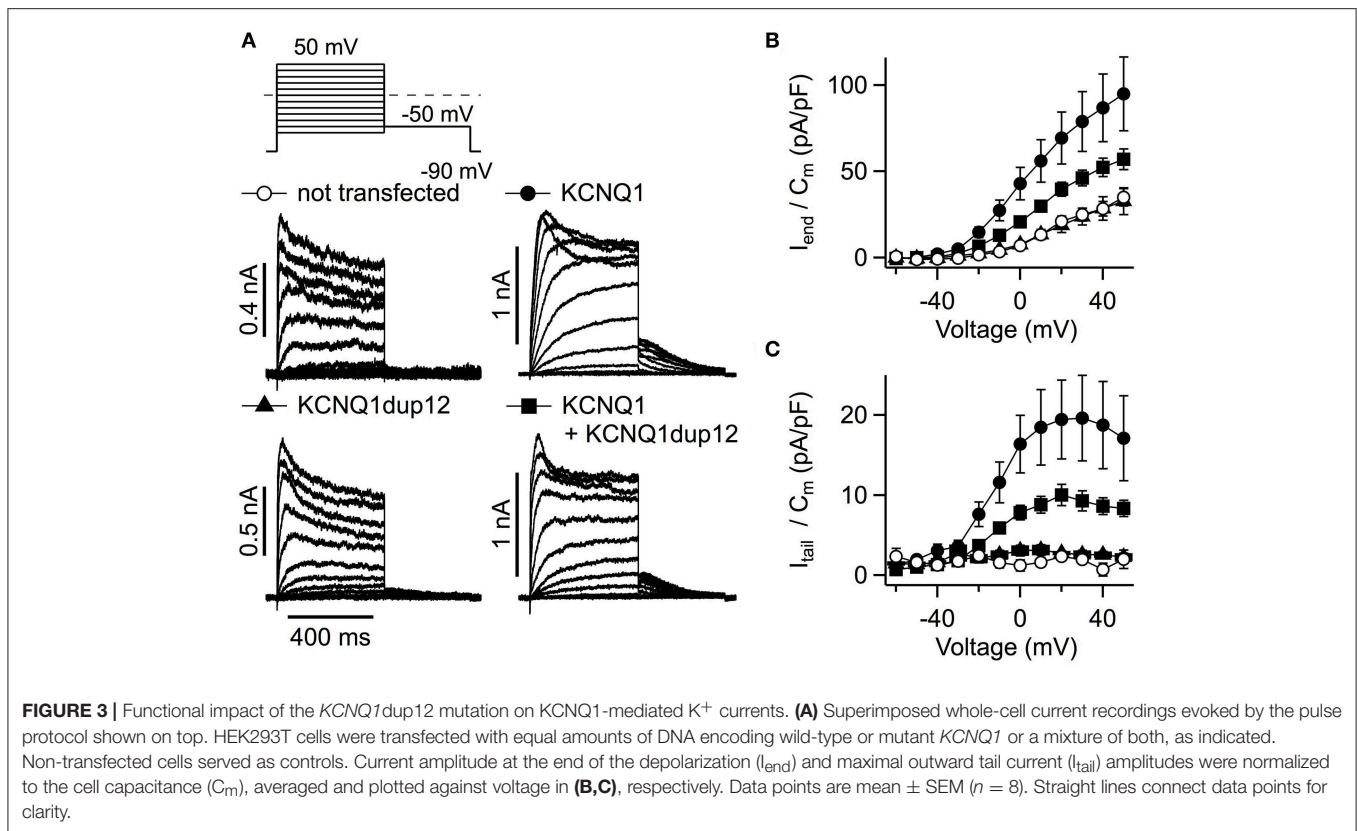 A
50 mV
-50 mV
-90 mV
not transfected
KCNQ1
0.4 nA
1 nA
KCNQ1dup12
KCNQ1
+ KCNQ1dup12
0.5 nA
1 nA
400 ms
B
I_end / C_m (pA/pF)
100
50
0
-40 0 40
Voltage (mV)
C
I_tail / C_m (pA/pF)
20
10
0
-40 0 40
Voltage (mV)
FIGURE 3 | Functional impact of the KCNQ1dup12 mutation on KCNQ1-mediated K+ currents. (A) Superimposed whole-cell current recordings evoked by the pulse
protocol shown on top. HEK293T cells were transfected with equal amounts of DNA encoding wild-type or mutant KCNQ1 or a mixture of both, as indicated.
Non-transfected cells served as controls. Current amplitude at the end of the depolarization (I_end) and maximal outward tail current (I_tail) amplitudes were normalized
to the cell capacitance (C_m), averaged and plotted against voltage in (B,C), respectively. Data points are mean ± SEM (n = 8). Straight lines connect data points for
clarity.